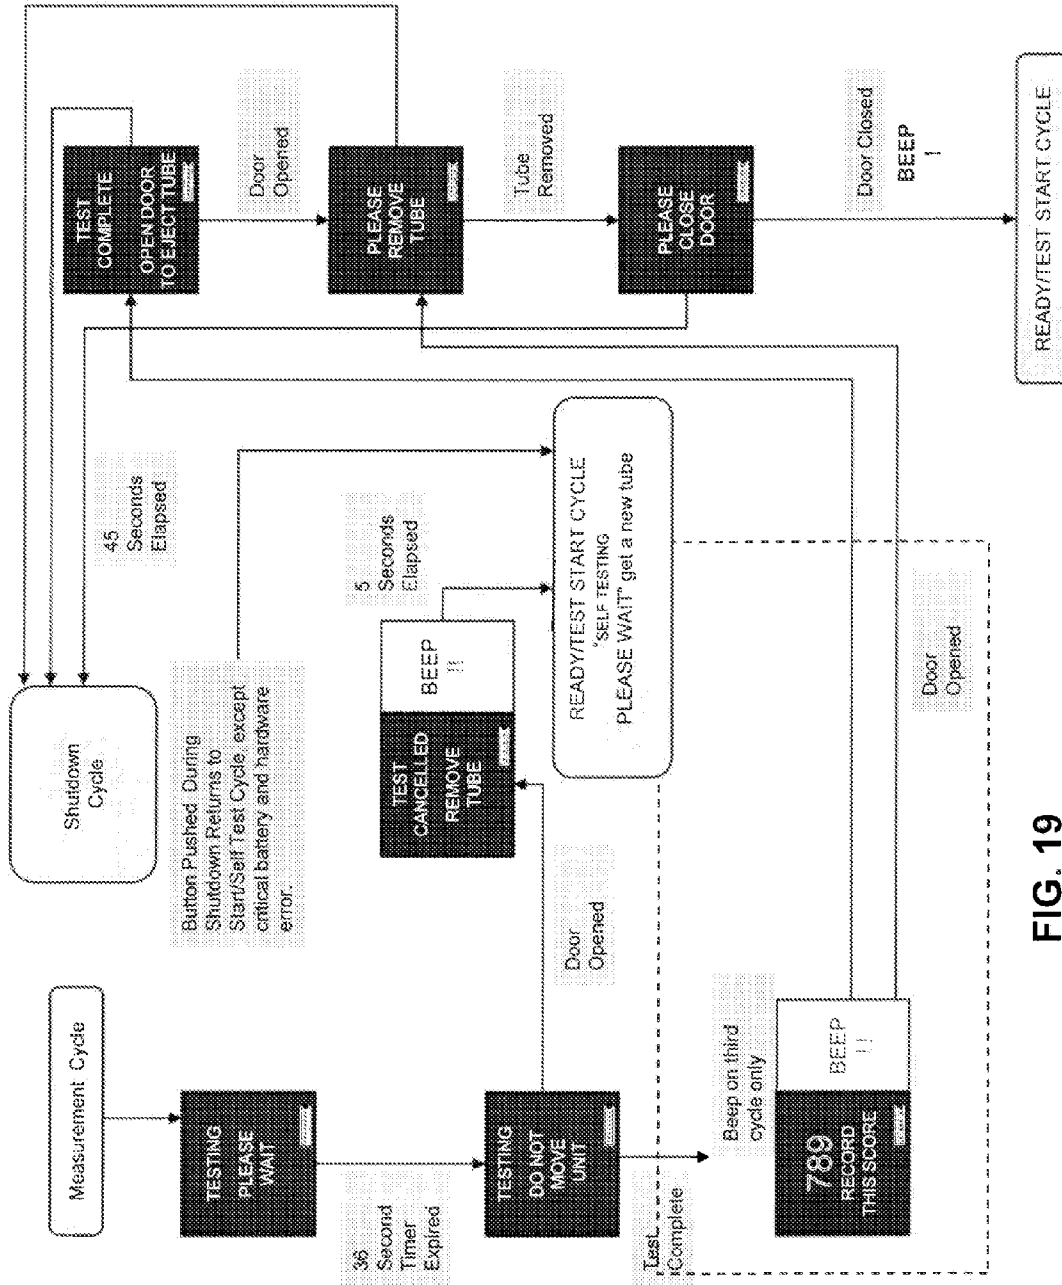 Measurement Cycle
TESTING
PLEASE
WAIT
36
Second
Timer
Expired
TESTING
DO NOT
MOVE
UNIT
Test
Complete
Beep on third
cycle only
789
RECORD
THIS SCORE
BEEP
!!
Door
Opened
TEST
CANCELLED
REMOVE
TUBE
BEEP
!!
5
Seconds
Elapsed
Shutdown
Cycle
Button Pushed During
Shutdown Returns to
Start/Self Test Cycle except
critical battery and hardware
error.
45
Seconds
Elapsed
READY/TEST START CYCLE
"SELF TESTING
PLEASE WAIT" get a new tube
Door
Opened
TEST
COMPLETE
OPEN DOOR
TO EJECT TUBE
Door
Opened
PLEASE
REMOVE
TUBE
Tube
Removed
PLEASE
CLOSE
DOOR
Door Closed
BEEP
!
READY/TEST START CYCLE
FIG. 19